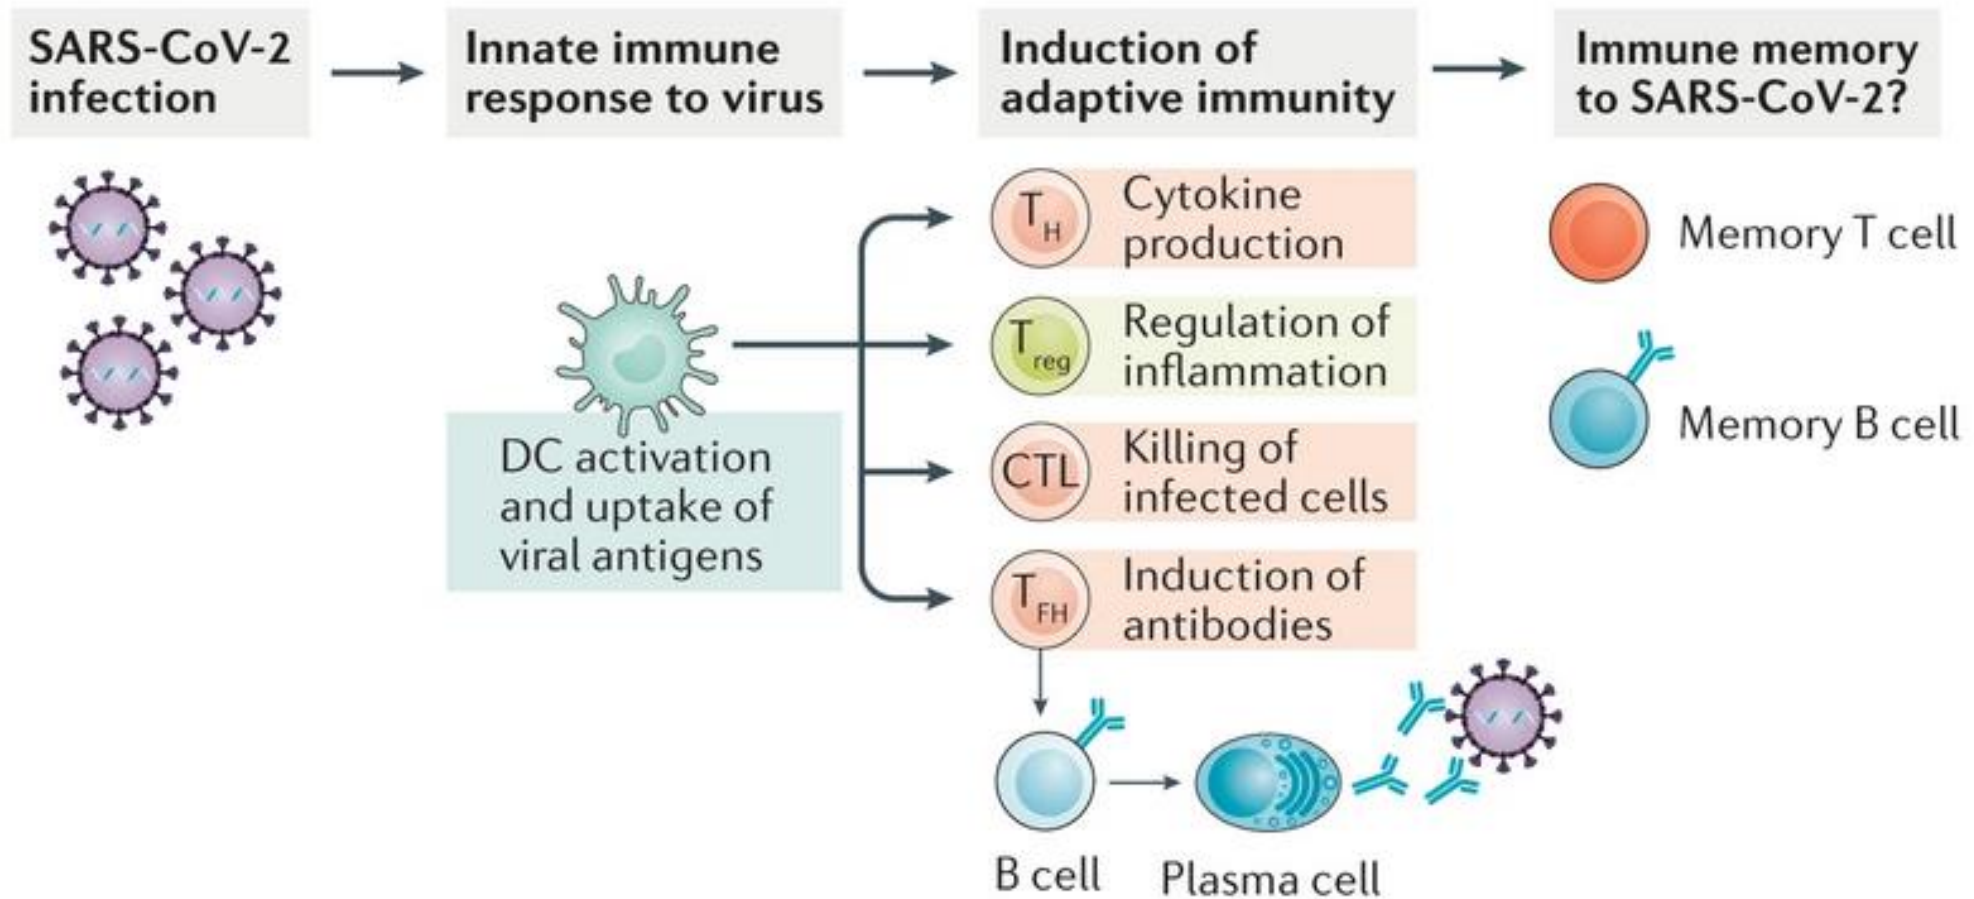 SARS-CoV-2
infection
Innate immune
response to virus
Induction of
adaptive immunity
Immune memory
to SARS-CoV-2?
DC activation
and uptake of
viral antigens
TH
Cytokine
production
Treg
Regulation of
inflammation
CTL
Killing of
infected cells
TFH
Induction of
antibodies
B cell
Plasma cell
Memory T cell
Memory B cell